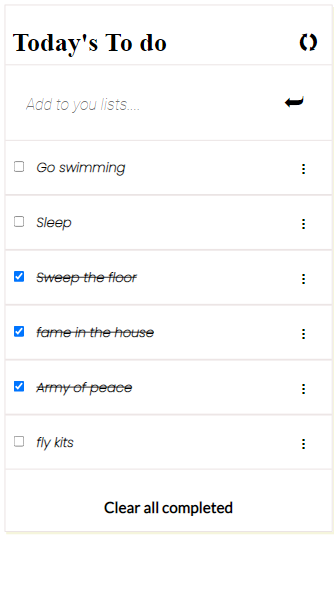 Today's To do
Add to you lists....
Go swimming
Sleep
Sweep the floor
fame in the house
Army of peace
fly kits
Clear all completed